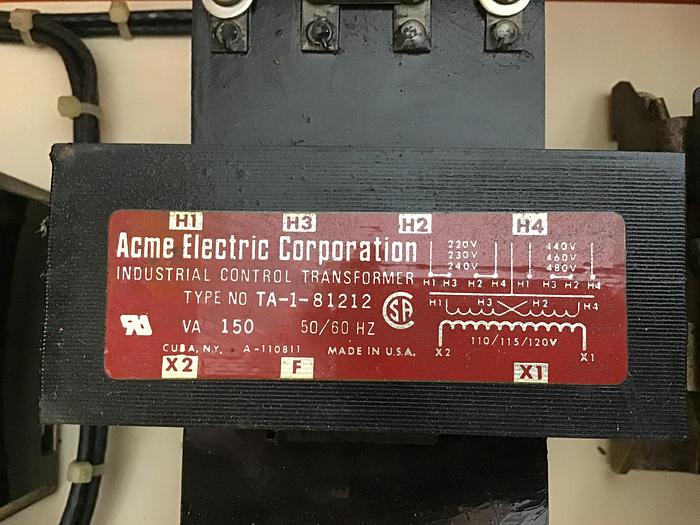 H1 H3 H2 H4
Acme Electric Corporation
INDUSTRIAL CONTROL TRANSFORMER
TYPE NO TA-1-81212
SA
VA 150 50/60 HZ
CUBA, N.Y. A-110811 MADE IN U.S.A.
X2 F X1
220V 440V
230V 460V
240V 480V
H1 H3 H2 H4 H1 H3 H2 H4
H1 H3 H2 H4
110/115/120V
X2 X1